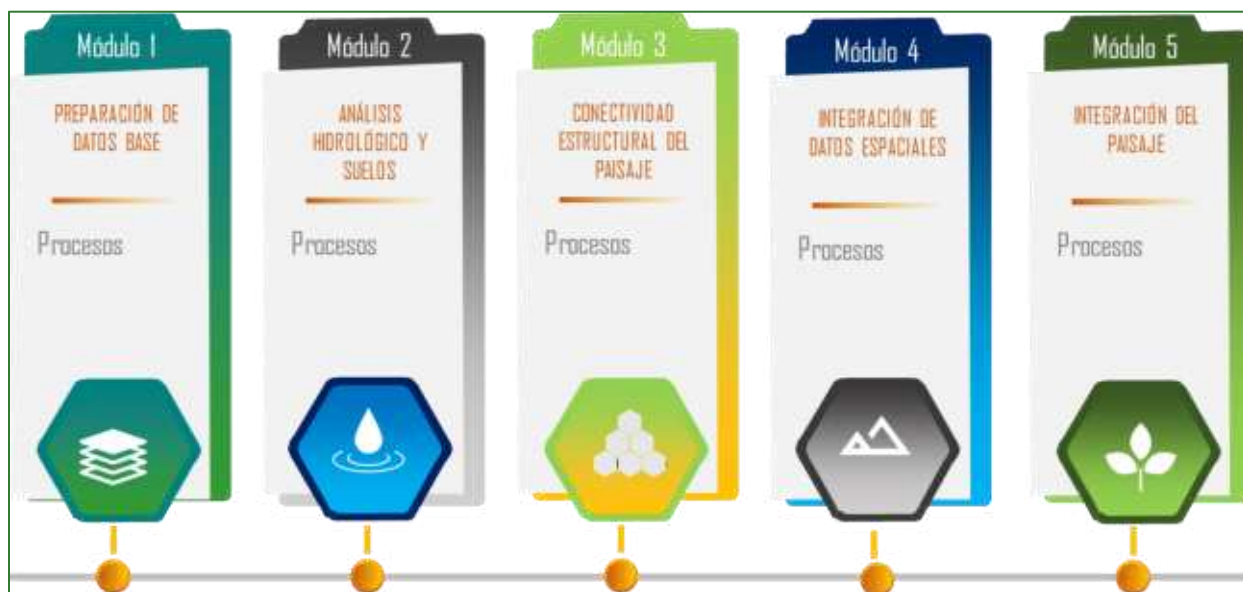 Módulo 1
PREPARACIÓN DE
DATOS BASE
Procesos
Módulo 2
ANÁLISIS
HIDROLÓGICO Y
SUELOS
Procesos
Módulo 3
CONECTIVIDAD
ESTRUCTURAL DEL
PAISAJE
Procesos
Módulo 4
INTEGRACIÓN DE
DATOS ESPACIALES
Procesos
Módulo 5
INTEGRACIÓN DEL
PAISAJE
Procesos